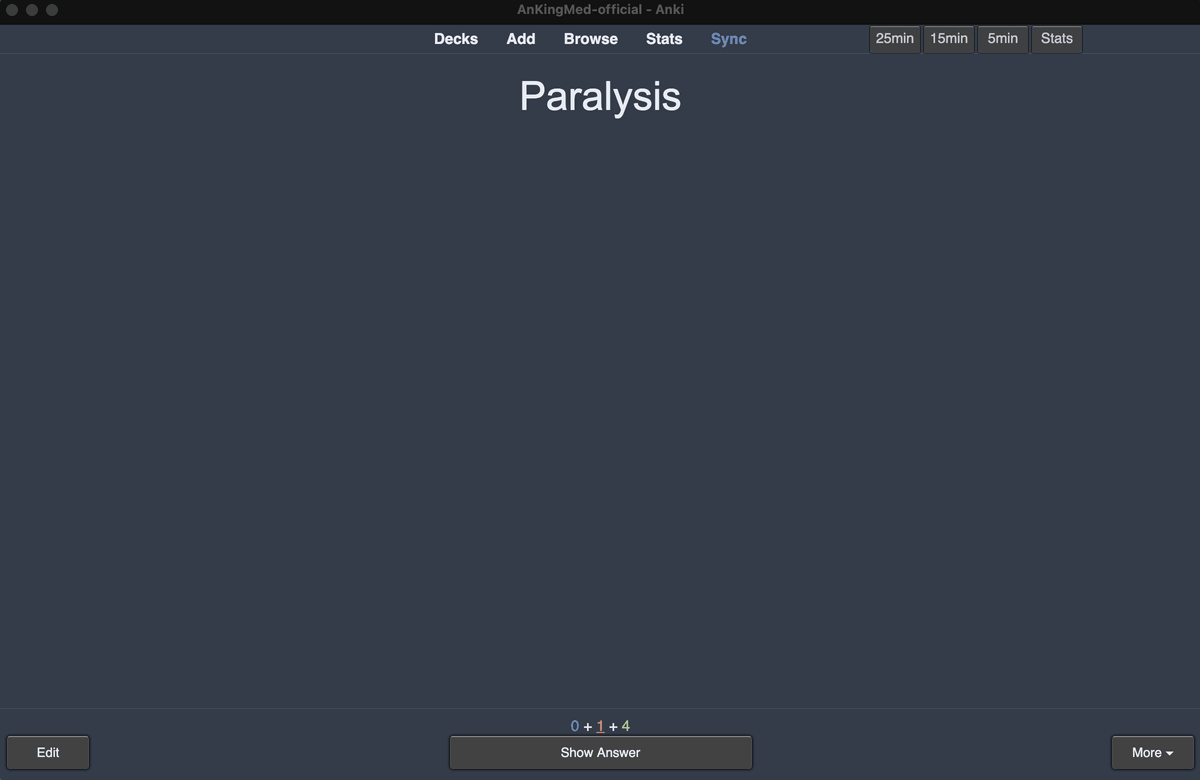 AnKingMed-official - Anki
Decks Add Browse Stats Sync 25min 15min 5min Stats
Paralysis
0 + 1 + 4
Edit Show Answer More